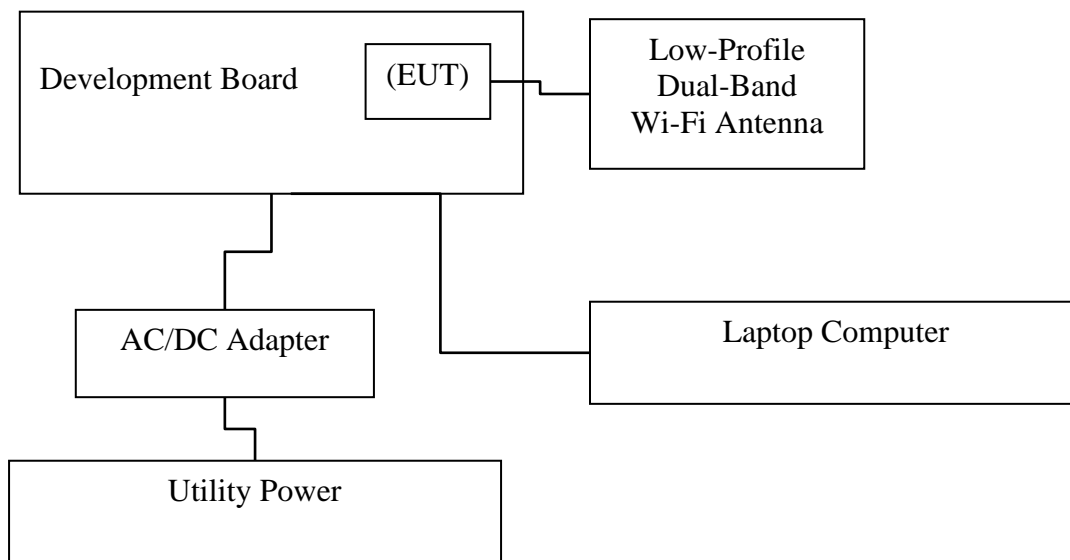 Development Board
(EUT)
Low-Profile
Dual-Band
Wi-Fi Antenna
AC/DC Adapter
Laptop Computer
Utility Power